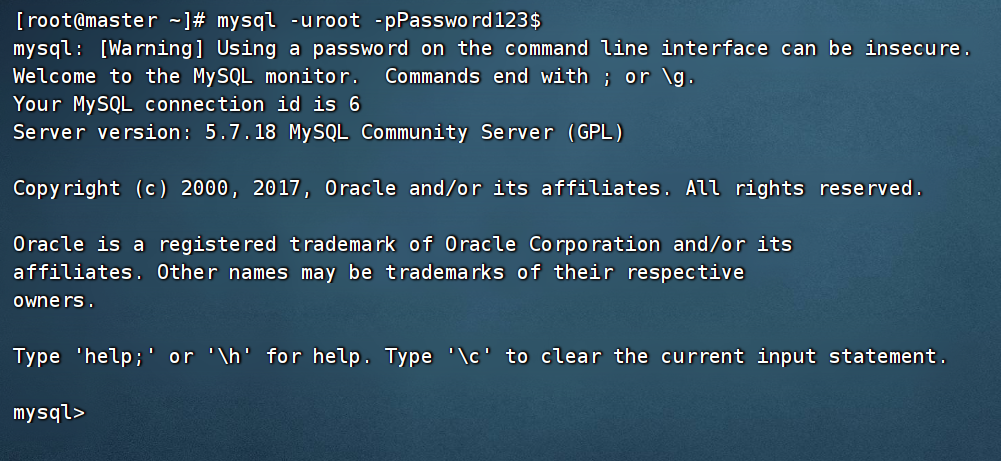 [root@master ~]# mysql -uroot -pPassword123$
mysql: [Warning] Using a password on the command line interface can be insecure.
Welcome to the MySQL monitor.  Commands end with ; or \g.
Your MySQL connection id is 6
Server version: 5.7.18 MySQL Community Server (GPL)
Copyright (c) 2000, 2017, Oracle and/or its affiliates. All rights reserved.
Oracle is a registered trademark of Oracle Corporation and/or its
affiliates. Other names may be trademarks of their respective
owners.
Type 'help;' or '\h' for help. Type '\c' to clear the current input statement.
mysql>